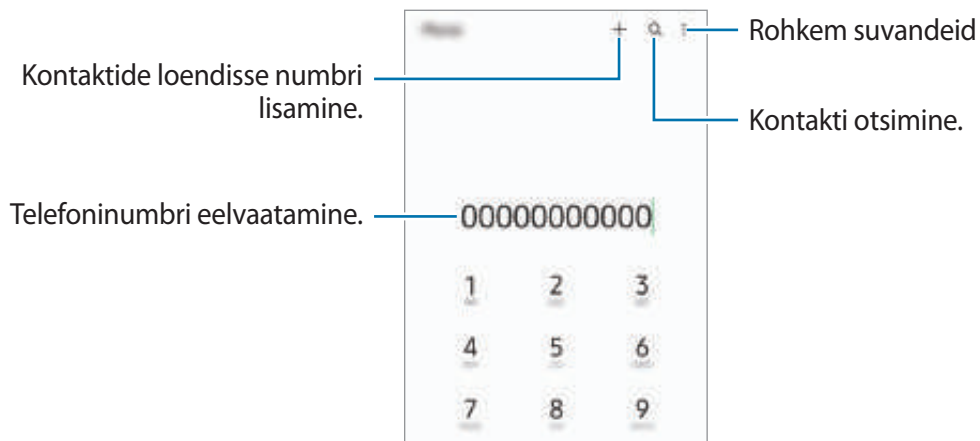 Rohkem suvandeid
Kontaktide loendisse numbri
lisamine.
Kontakti otsimine.
Telefoninumbri eelvaatamine.
00000000000
1 2 3
4 5 6
7 8 9